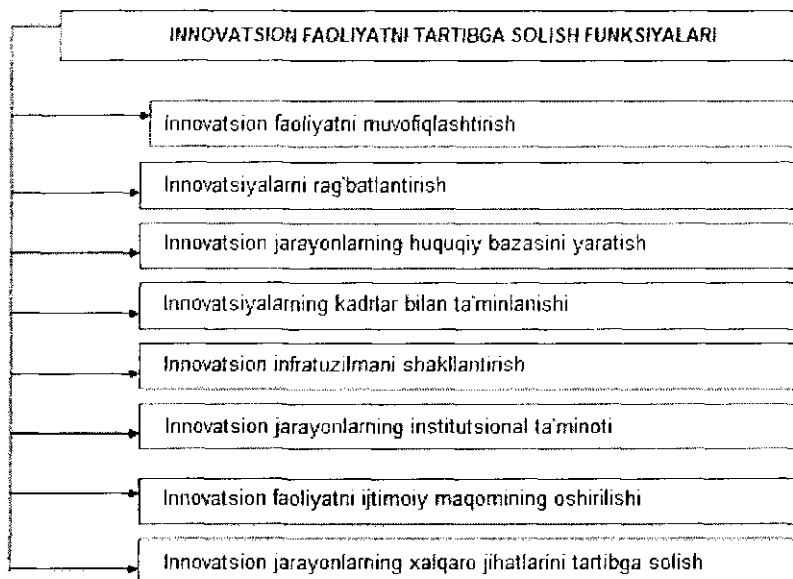 INNOVATSION FAOLIYATNI TARTIBGA SOLISH FUNKSIYALARI
Innovatsion faoliyatni muvofiqlashtirish
Innovatsiyalarni rag'batlantirish
Innovatsion jarayonlarning huquqiy bazasini yaratish
Innovatsiyalarning kadrlar bilan ta'minlanishi
Innovatsion infratuzilmani shakllantirish
Innovatsion jarayonlarning institutsional ta'minoti
Innovatsion faoliyatni ijtimoiy maqomining oshirilishi
Innovatsion jarayonlarning xalqaro jihatlarini tartibga solish